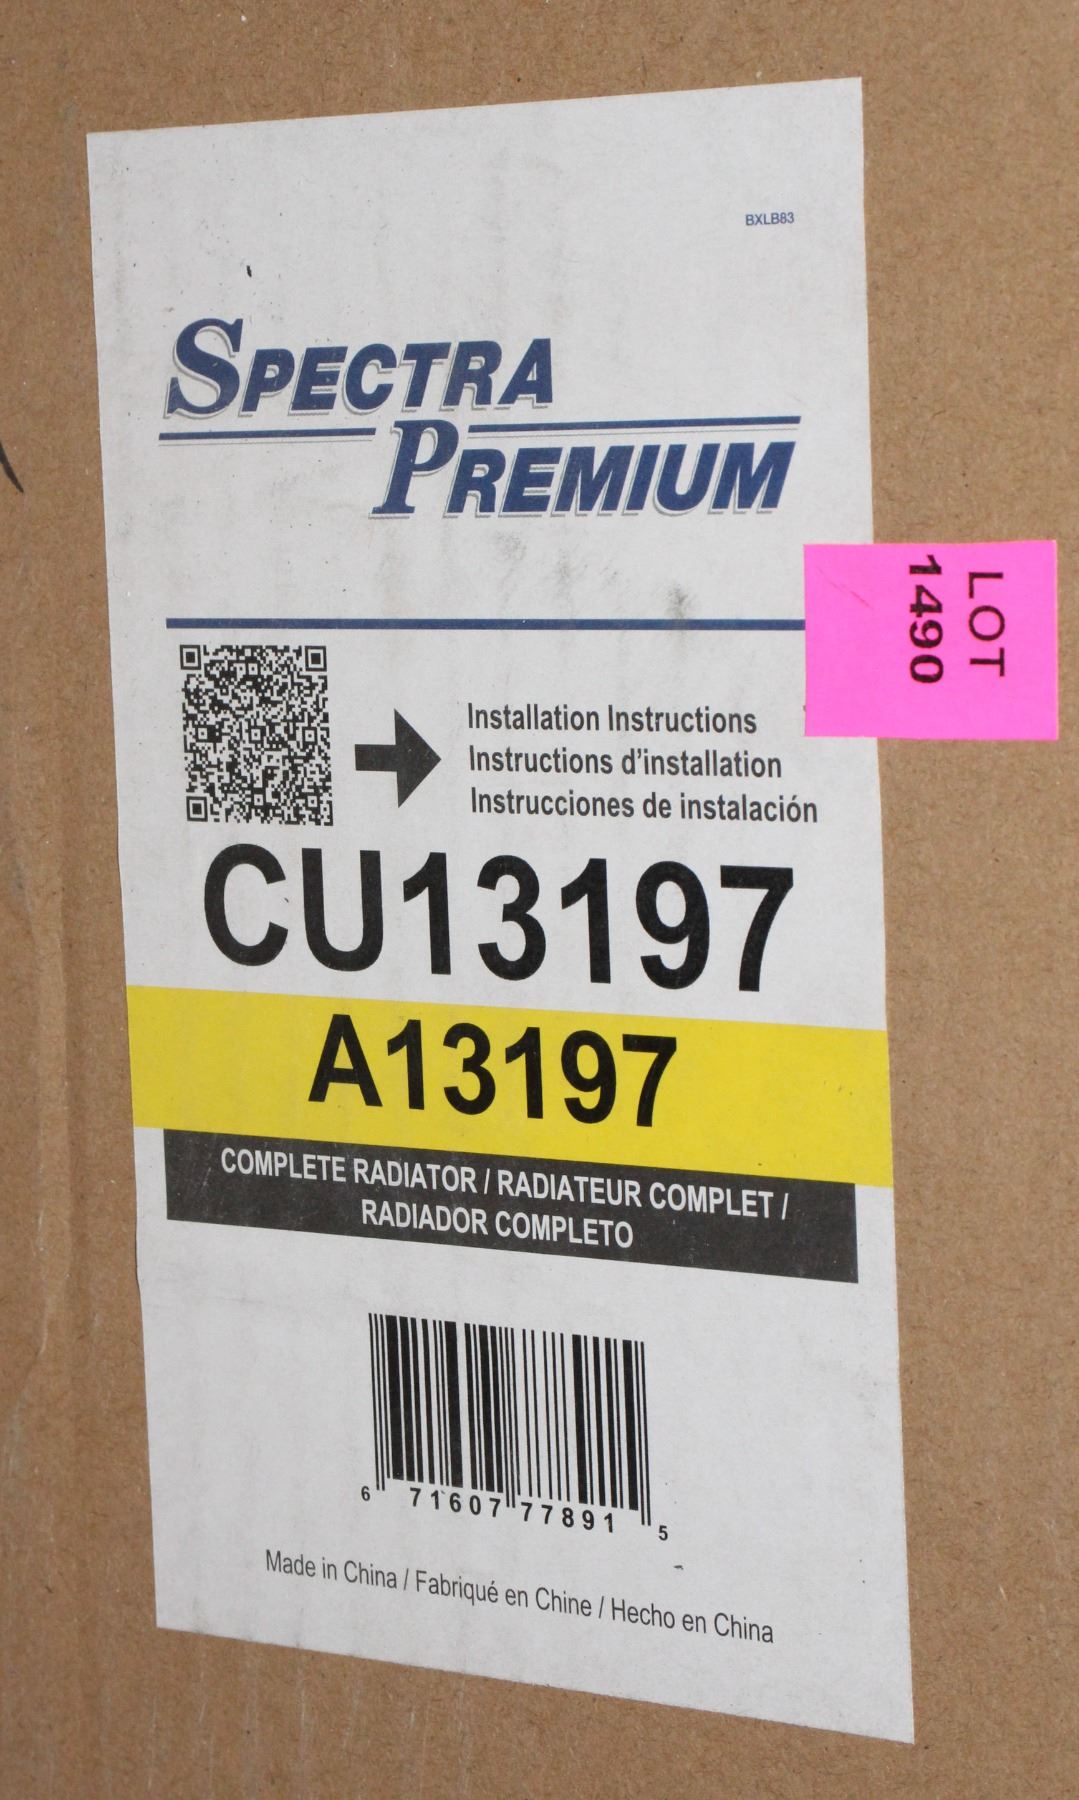 BXLB83
SPECTRA
PREMIUM
LOT
1490
Installation Instructions
Instructions d'installation
Instrucciones de instalación
CU13197
A13197
COMPLETE RADIATOR / RADIATEUR COMPLET /
RADIADOR COMPLETO
6 71607 77891 5
Made in China / Fabriqué en Chine / Hecho en China